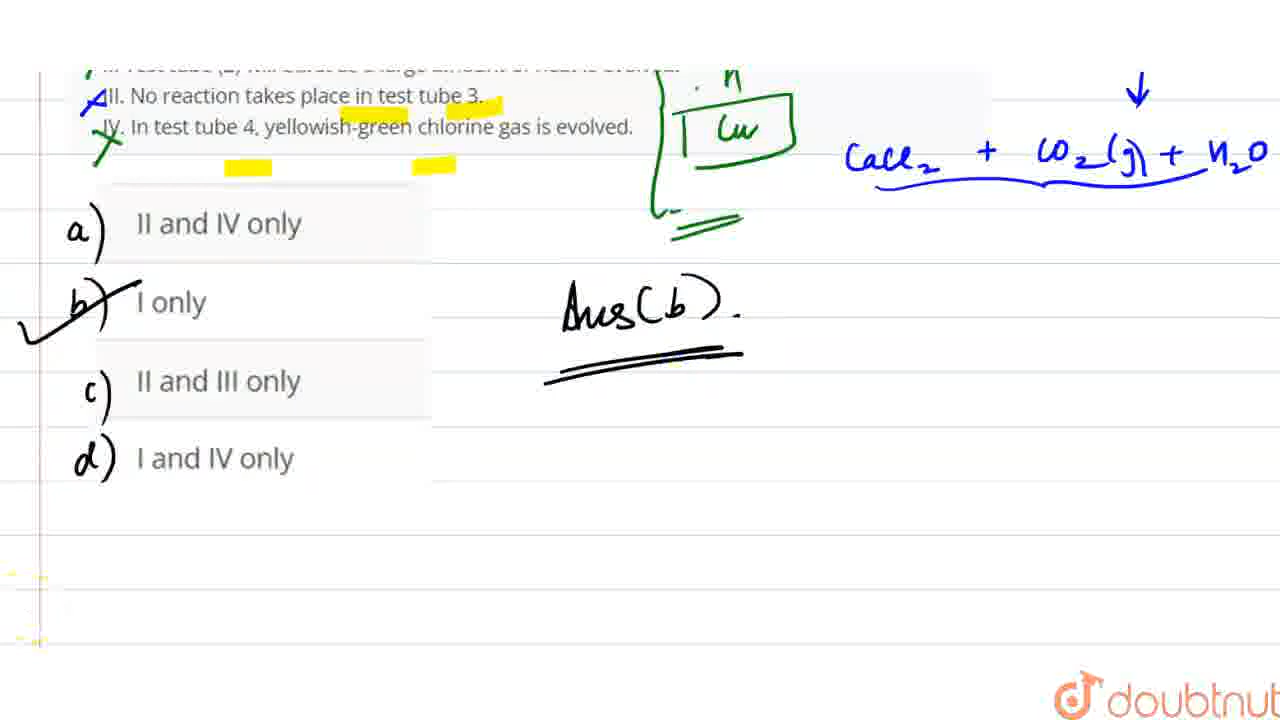 III. No reaction takes place in test tube 3.
IV. In test tube 4, yellowish-green chlorine gas is evolved.
Cu
CaCl2 + CO2(g) + H2O
a) II and IV only
b) I only
Ans(b).
c) II and III only
d) I and IV only
doubtnut